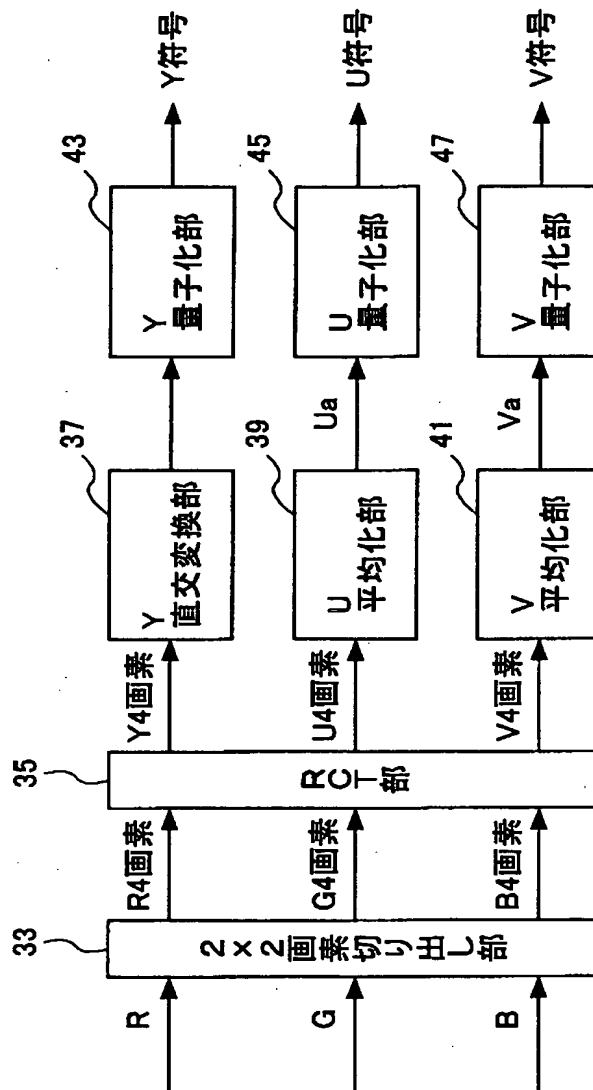 R
G
B
33
2×2画素切り出し部
R4画素
G4画素
B4画素
35
RCT部
Y4画素
U4画素
V4画素
37
Y
直交変換部
39
U
平均化部
41
V
平均化部
Ua
Va
43
Y
量子化部
45
U
量子化部
47
V
量子化部
Y符号
U符号
V符号